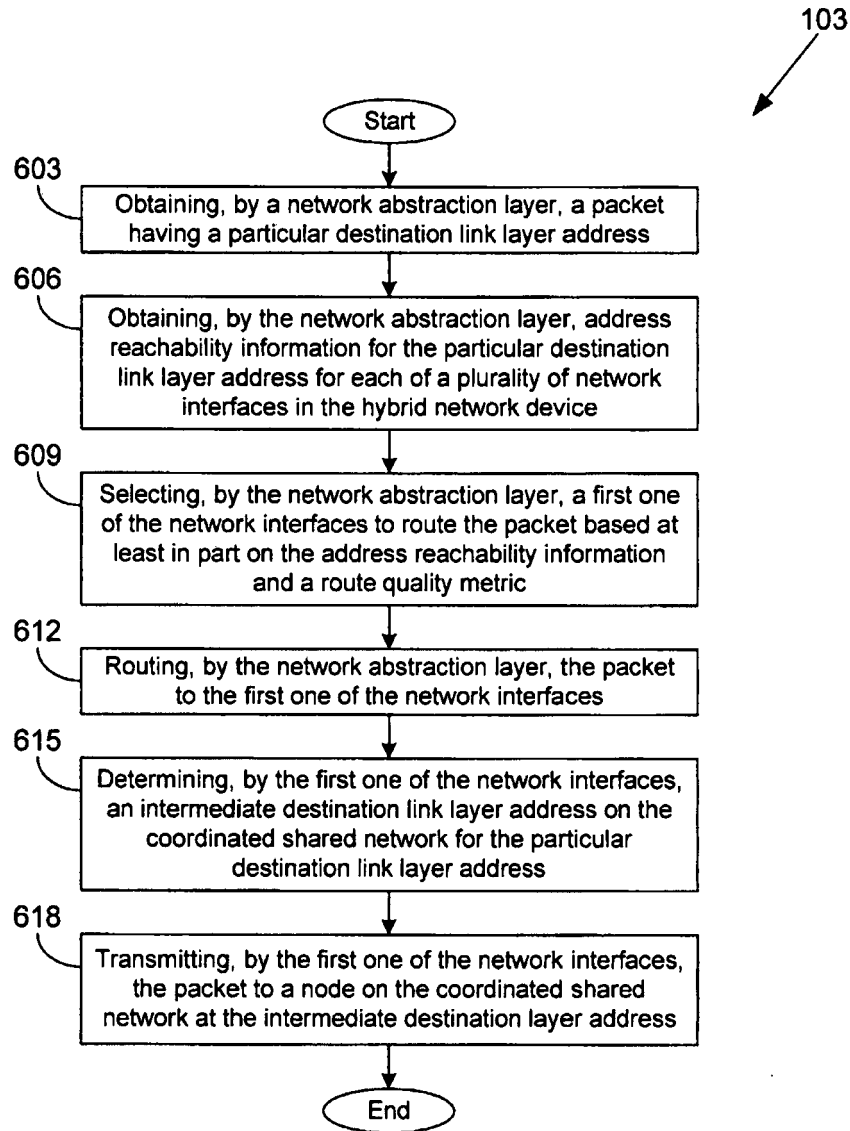 103
Start
603
Obtaining, by a network abstraction layer, a packet
having a particular destination link layer address
606
Obtaining, by the network abstraction layer, address
reachability information for the particular destination
link layer address for each of a plurality of network
interfaces in the hybrid network device
609
Selecting, by the network abstraction layer, a first one
of the network interfaces to route the packet based at
least in part on the address reachability information
and a route quality metric
612
Routing, by the network abstraction layer, the packet
to the first one of the network interfaces
615
Determining, by the first one of the network interfaces,
an intermediate destination link layer address on the
coordinated shared network for the particular
destination link layer address
618
Transmitting, by the first one of the network interfaces,
the packet to a node on the coordinated shared
network at the intermediate destination layer address
End